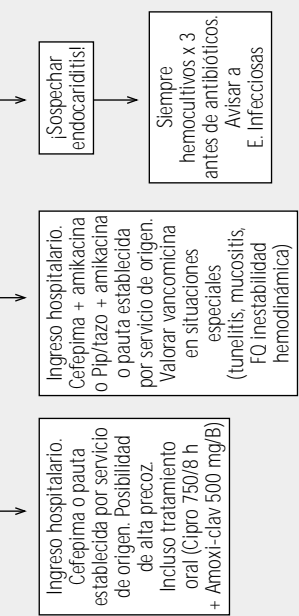 ¡Sospechar
endocariditis!
Siempre
hemocultivos x 3
antes de antibióticos.
Avisar a
E. Infecciosas
Ingreso hospitalario.
Cefepima + amikacina
o Pip/tazo + amikacina
o pauta establecida
por servicio de origen.
Valorar vancomicina
en situaciones
especiales
(tunelitis, mucositis,
FQ inestabilidad
hemodinámica)
Ingreso hospitalario.
Cefepima o pauta
establecida por servicio
de origen. Posibilidad
de alta precoz.
Incluso tratamiento
oral (Cipro 750/8 h
+ Amoxi-clav 500 mg/B)